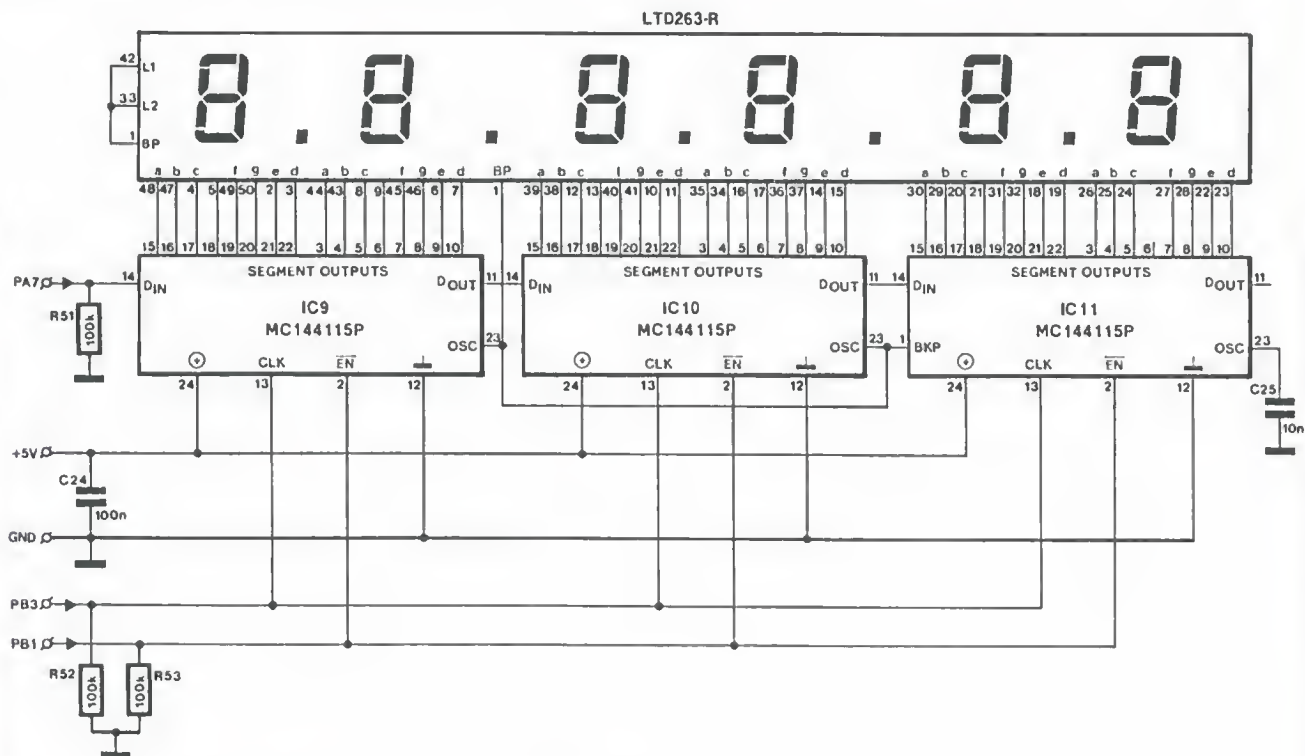 LTD263-R
42 L1
33 L2
1 BP
a b c f g e d a b c f g e d BP a b c f g e d a b c f g e d a b c f g e d a b c f g e d
48 47 4 5 49 50 2 3 44 43 8 9 45 46 6 7 1 39 38 12 13 40 41 10 11 35 34 16 17 36 37 14 15 30 29 20 21 31 32 18 19 26 25 24 27 28 22 23
15 16 17 18 19 20 21 22 3 4 5 6 7 8 9 10 15 16 17 18 19 20 21 22 3 4 5 6 7 8 9 10 15 16 17 18 19 20 21 22 3 4 5 6 7 8 9 10
SEGMENT OUTPUTS SEGMENT OUTPUTS SEGMENT OUTPUTS
PA7 14 DIN DOUT 11 14 DIN DOUT 11 14 DIN DOUT 11
R51 100k
IC9 IC10 IC11
MC144115P MC144115P MC144115P
OSC 23 OSC 23 1 BKP OSC 23
+ CLK EN ⊥ + CLK EN ⊥ + CLK EN ⊥
24 13 2 12 24 13 2 12 24 13 2 12
C25
10n
+5V
C24
100n
GND
PB3
PB1
R52 100k 100k R53